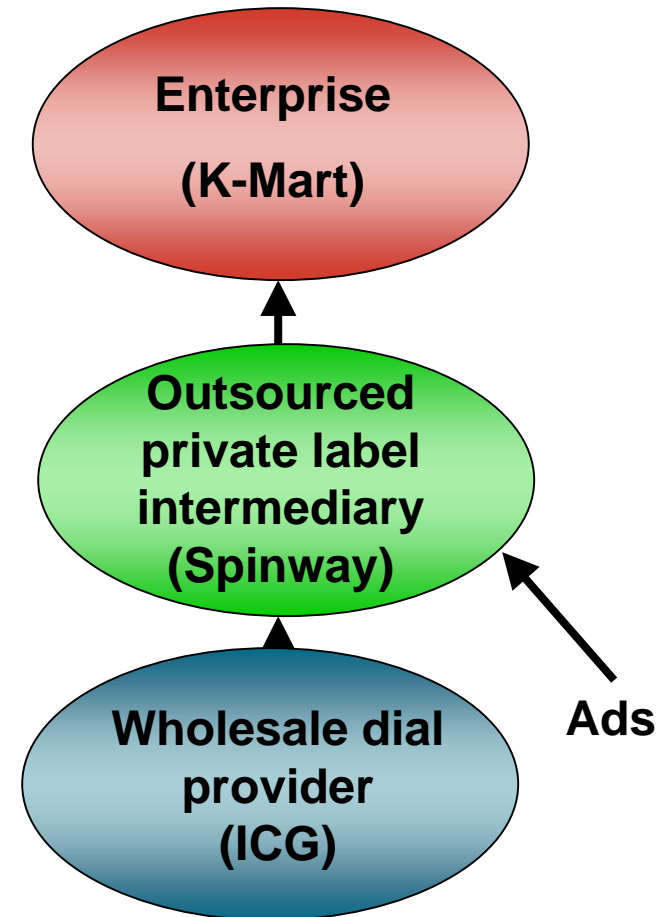 Enterprise
(K-Mart)
Outsourced
private label
intermediary
(Spinway)
Ads
Wholesale dial
provider
(ICG)